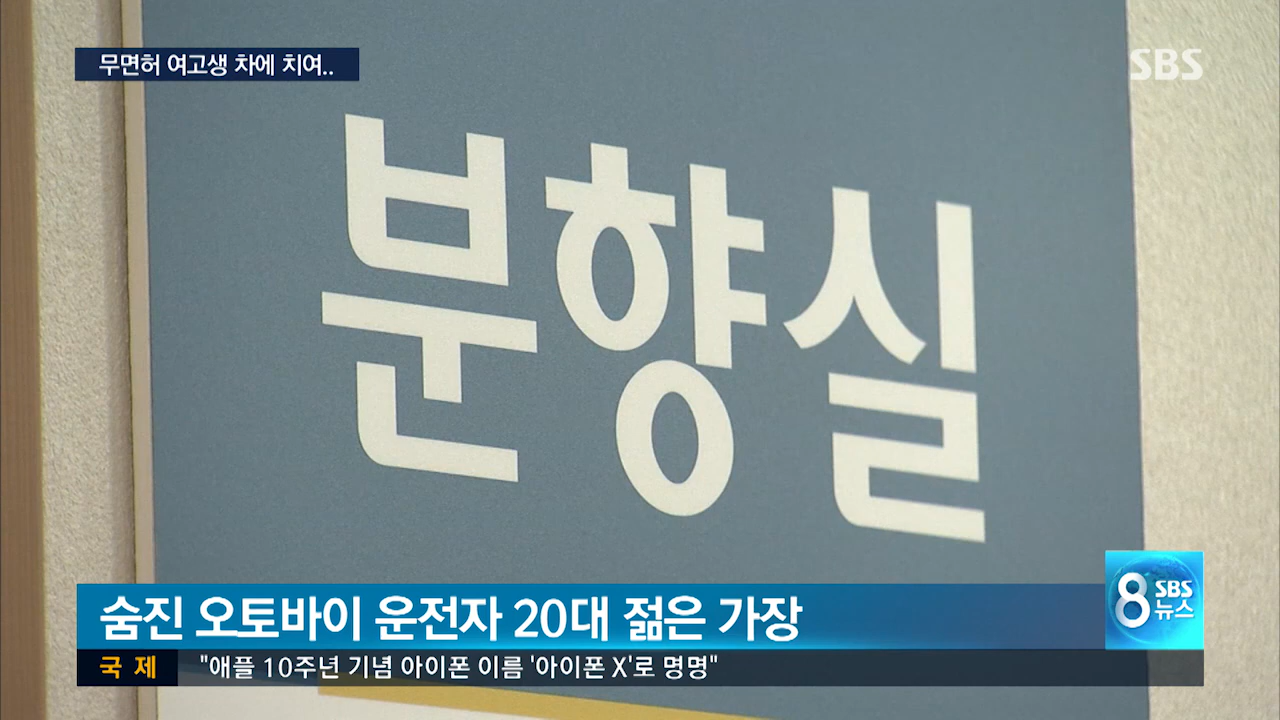 무면허 여고생 차에 치여..
SBS
분향실
숨진 오토바이 운전자 20대 젊은 가장
8 SBS 뉴스
국 제 "애플 10주년 기념 아이폰 이름 '아이폰 X'로 명명"